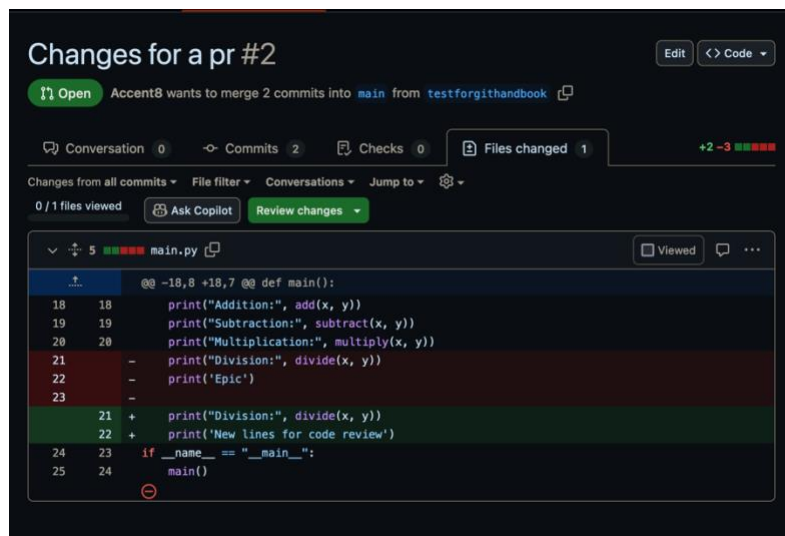 Changes for a pr #2
Edit
<> Code
Open
Accent8 wants to merge 2 commits into main from testforgithandbook
Conversation 0
Commits 2
Checks 0
Files changed 1
+2 −3
Changes from all commits
File filter
Conversations
Jump to
0 / 1 files viewed
Ask Copilot
Review changes
5
main.py
Viewed
...
@@ -18,8 +18,7 @@ def main():
18 18 print("Addition:", add(x, y))
19 19 print("Subtraction:", subtract(x, y))
20 20 print("Multiplication:", multiply(x, y))
21 - print("Division:", divide(x, y))
22 - print('Epic')
23 -
21 + print("Division:", divide(x, y))
22 + print('New lines for code review')
24 23 if __name__ == "__main__":
25 24 main()